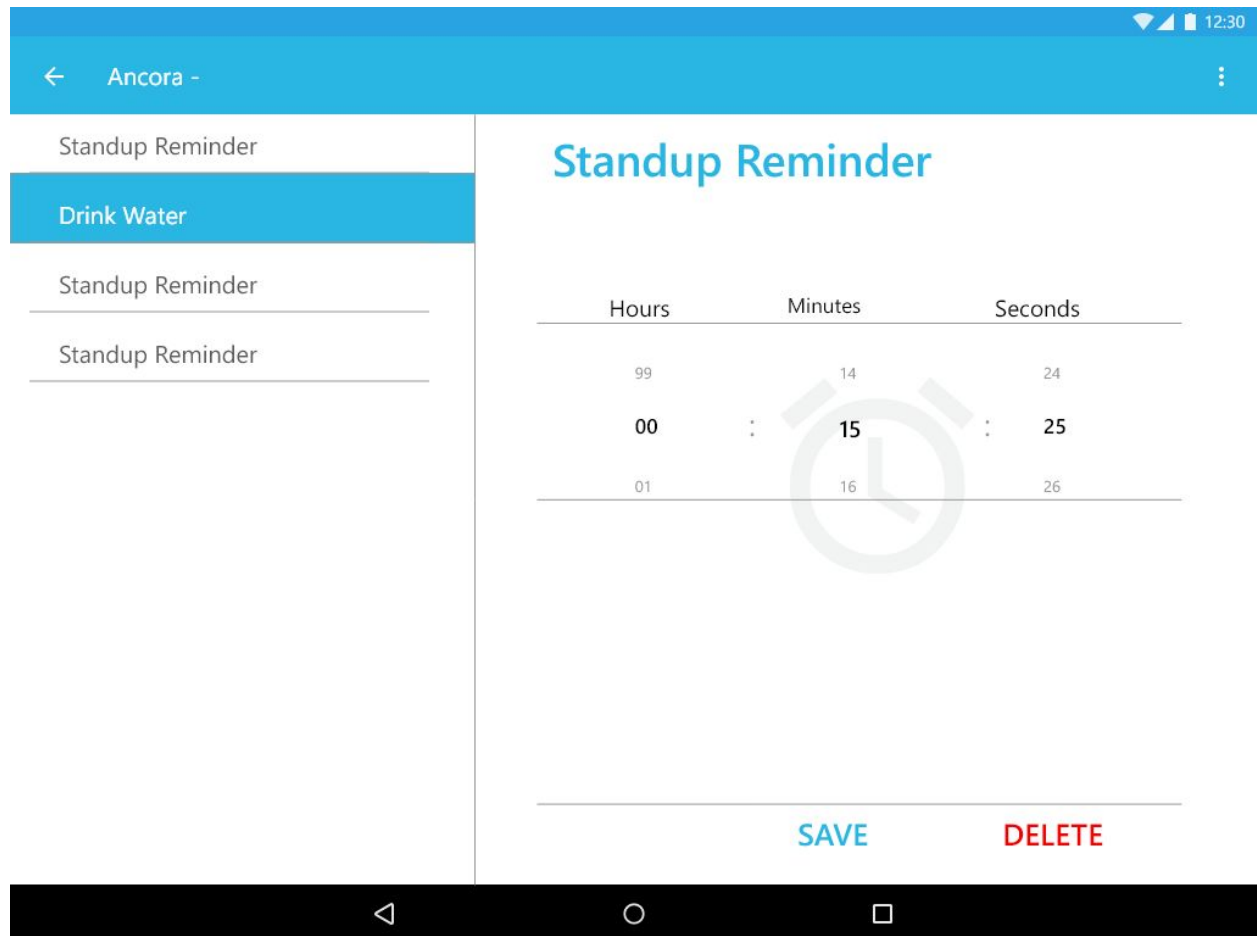 12:30
Ancora -
Standup Reminder
Drink Water
Standup Reminder
Standup Reminder
Standup Reminder
Hours Minutes Seconds
99 14 24
00 : 15 : 25
01 16 26
SAVE DELETE